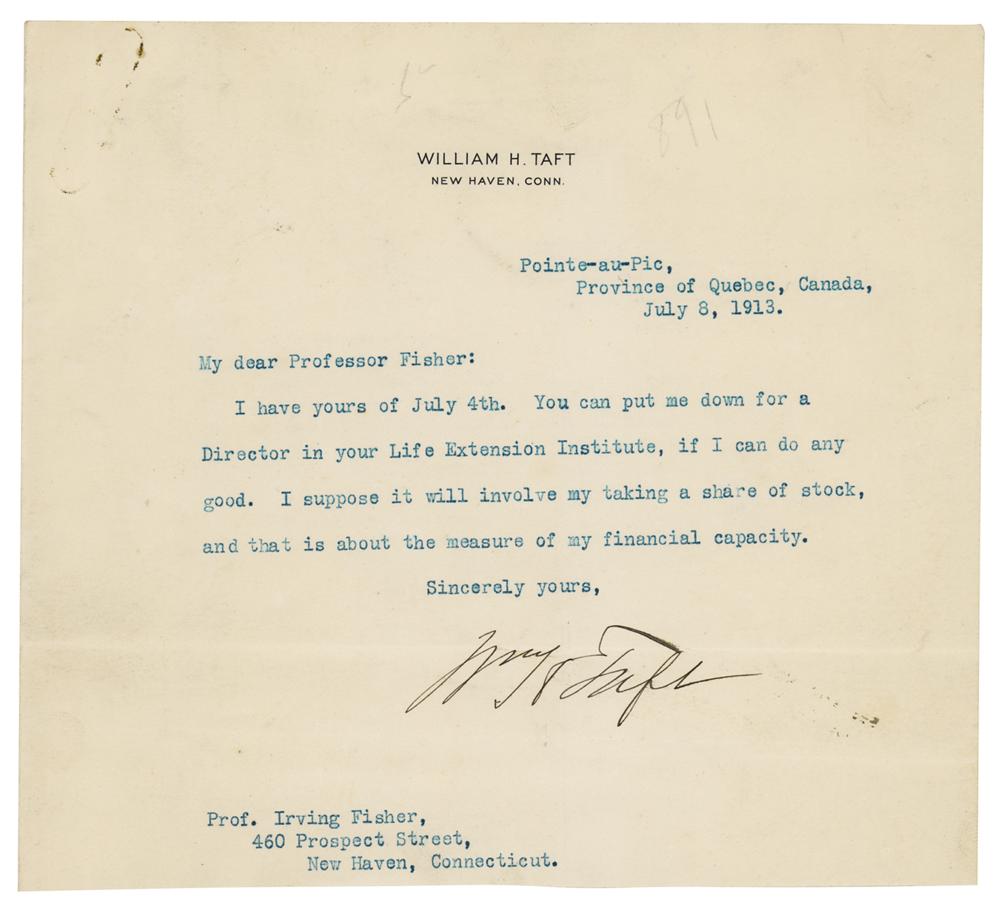 891
WILLIAM H. TAFT
NEW HAVEN, CONN.
Pointe-au-Pic,
Province of Quebec, Canada,
July 8, 1913.
My dear Professor Fisher:
I have yours of July 4th. You can put me down for a
Director in your Life Extension Institute, if I can do any
good. I suppose it will involve my taking a share of stock,
and that is about the measure of my financial capacity.
Sincerely yours,
Wm H Taft
Prof. Irving Fisher,
460 Prospect Street,
New Haven, Connecticut.